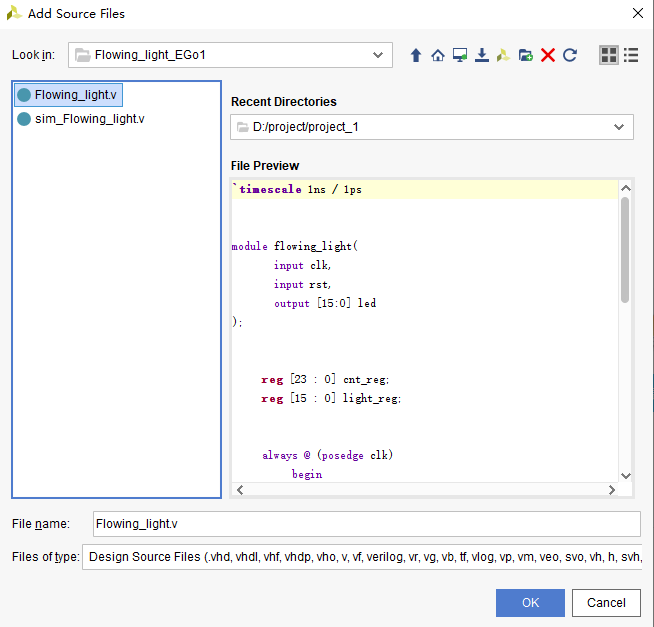 Add Source Files
Look in: Flowing_light_EGo1
Flowing_light.v
sim_Flowing_light.v
Recent Directories
D:/project/project_1
File Preview
`timescale 1ns / 1ps
module flowing_light(
input clk,
input rst,
output [15:0] led
);
reg [23 : 0] cnt_reg;
reg [15 : 0] light_reg;
always @ (posedge clk)
begin
File name: Flowing_light.v
Files of type: Design Source Files (.vhd, vhdl, vhf, vhdp, vho, v, vf, verilog, vr, vg, vb, tf, vlog, vp, vm, veo, svo, vh, h, svh,
OK Cancel